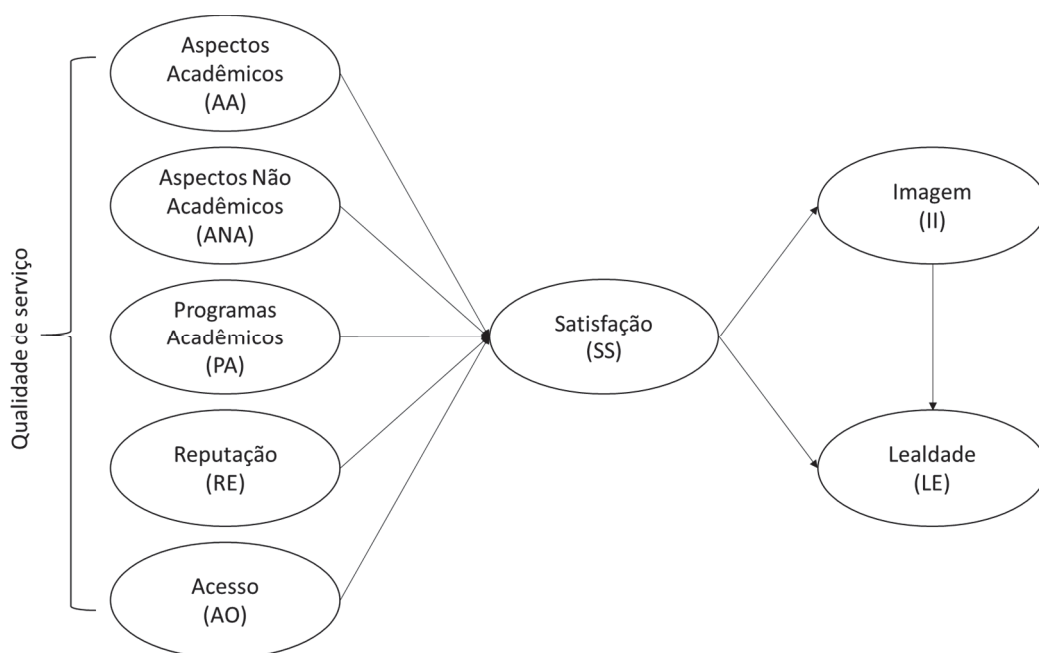 Qualidade de serviço
Aspectos
Acadêmicos
(AA)
Aspectos Não
Acadêmicos
(ANA)
Programas
Acadêmicos
(PA)
Reputação
(RE)
Acesso
(AO)
Satisfação
(SS)
Imagem
(II)
Lealdade
(LE)